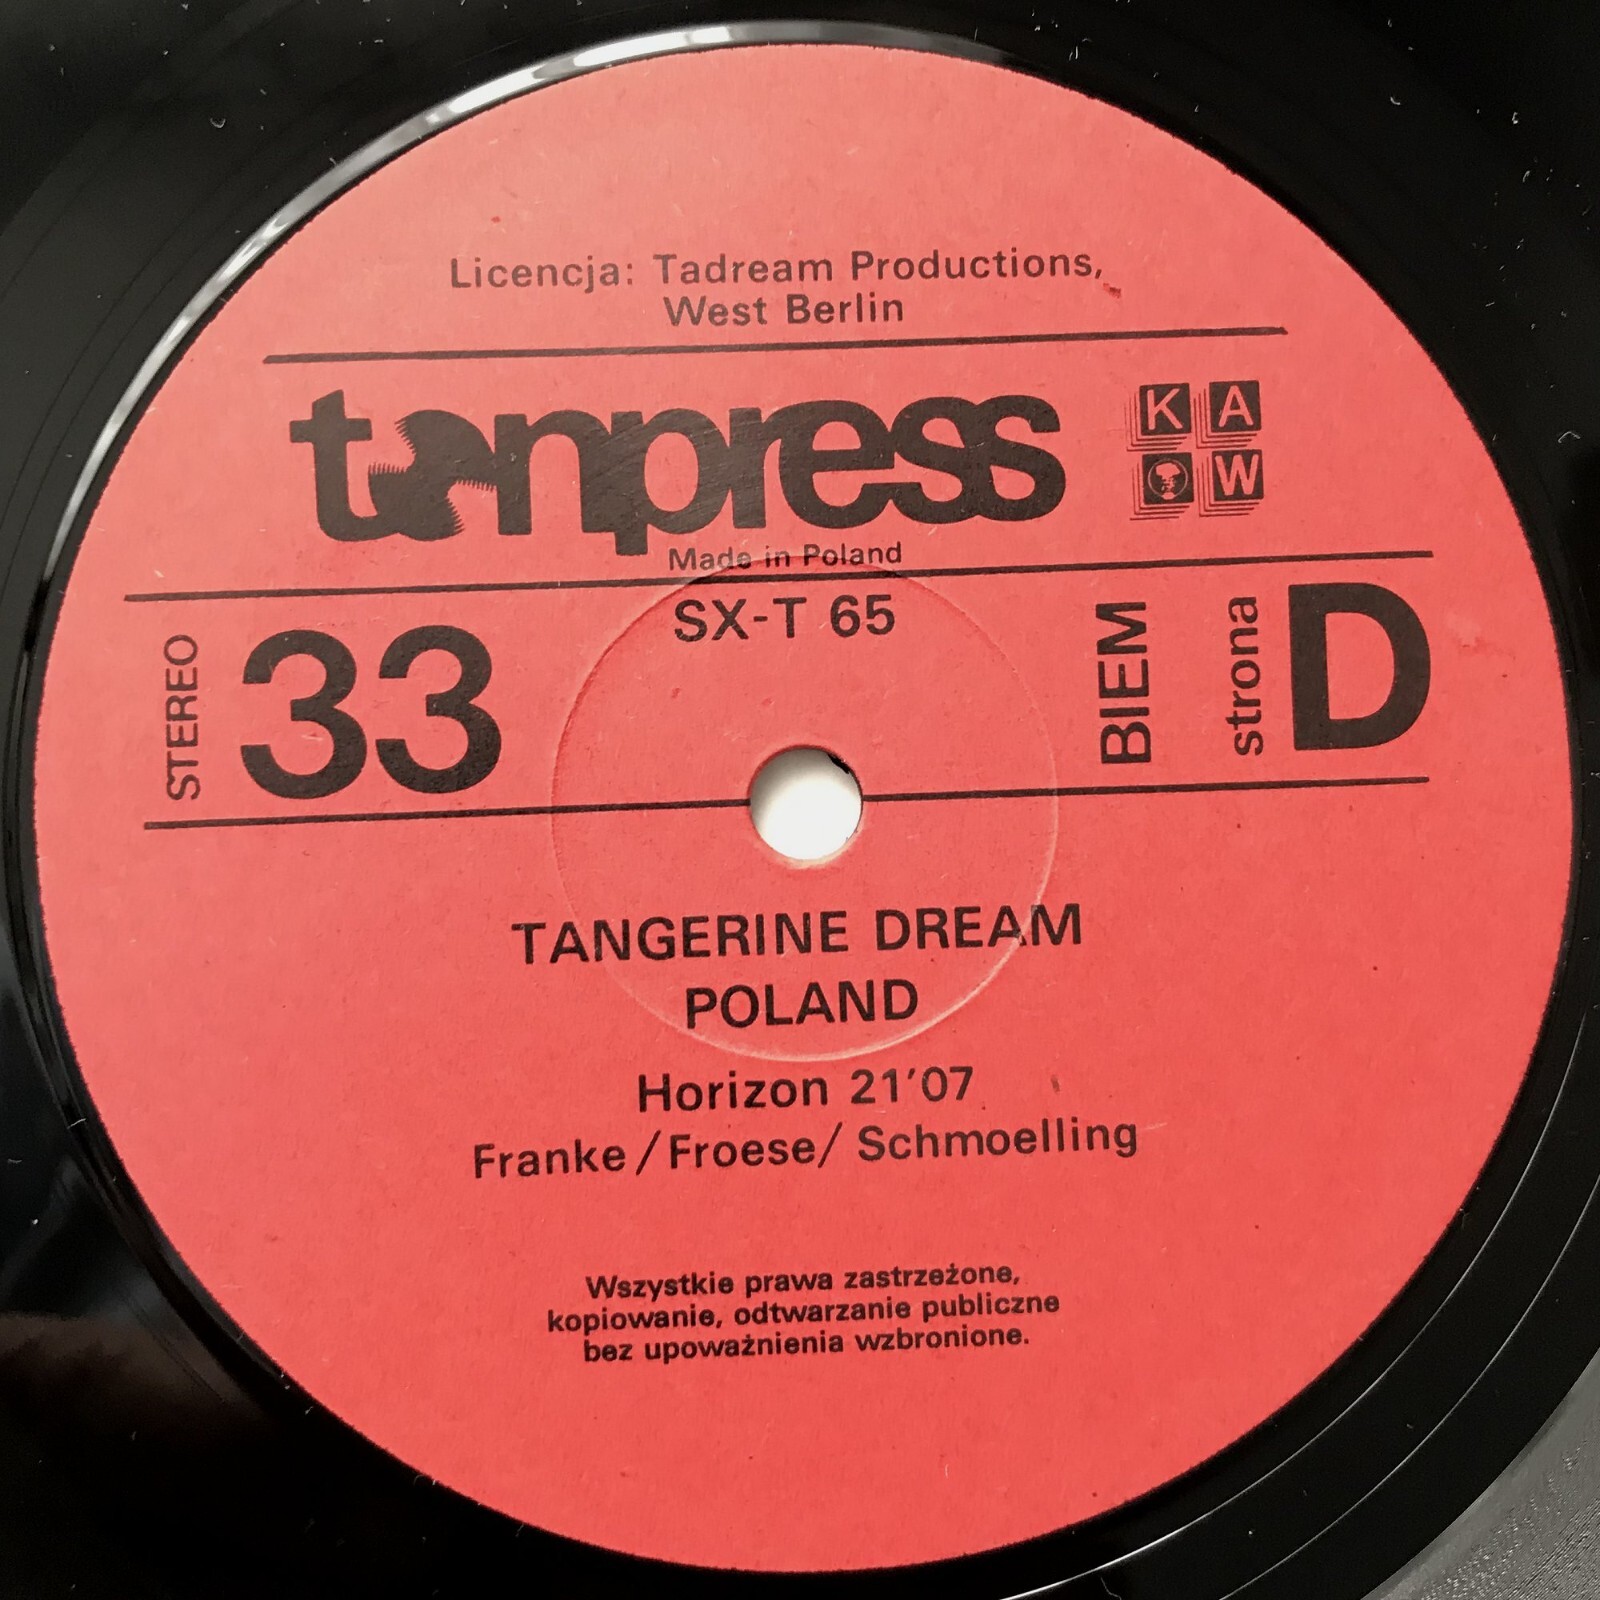 Licencja: Tadream Productions,
West Berlin
tonpress
K A
W
Made in Poland
STEREO
33
SX-T 65
BIEM
strona
D
TANGERINE DREAM
POLAND
Horizon 21'07
Franke/Froese/ Schmoelling
Wszystkie prawa zastrzeżone,
kopiowanie, odtwarzanie publiczne
bez upoważnienia wzbronione.